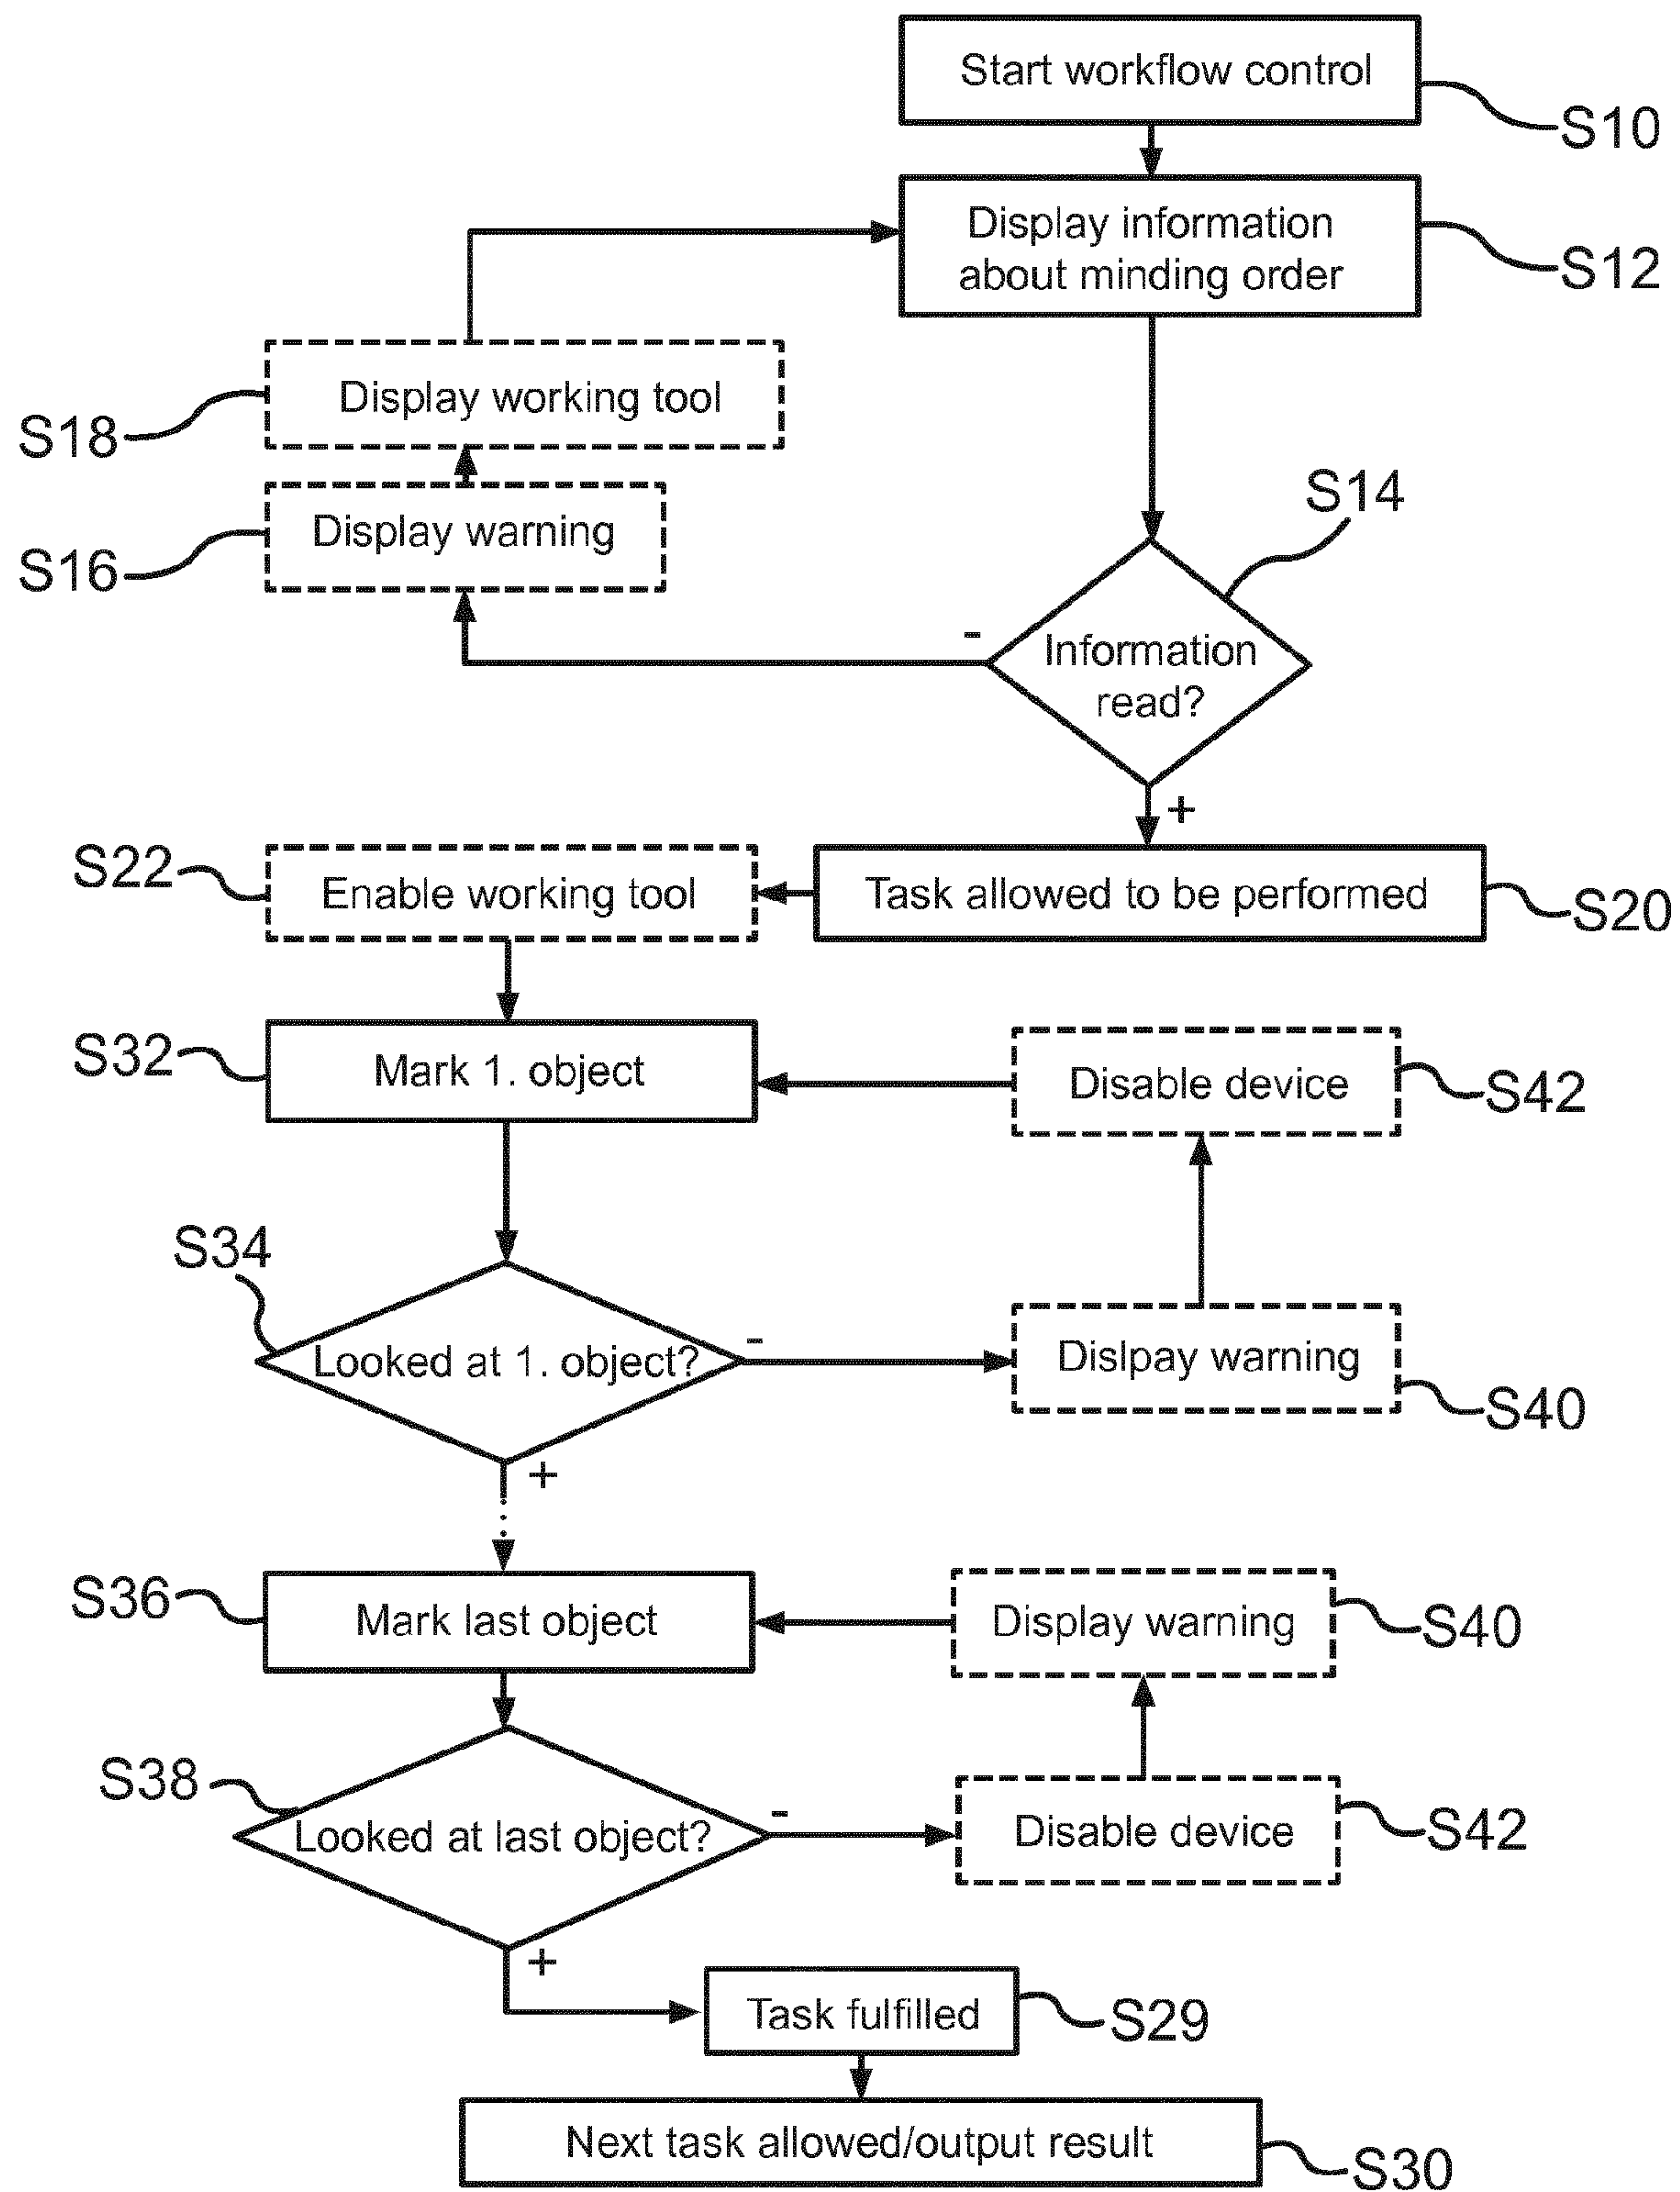 Start workflow control
S10
Display information
about minding order
S12
Display working tool
S18
Display warning
S16
S14
-
Information
read?
+
S22
Enable working tool
Task allowed to be performed
S20
S32
Mark 1. object
Disable device
S42
S34
Looked at 1. object?
-
Dislpay warning
S40
+
S36
Mark last object
Display warning
S40
S38
Looked at last object?
-
Disable device
S42
+
Task fulfilled
S29
Next task allowed/output result
S30